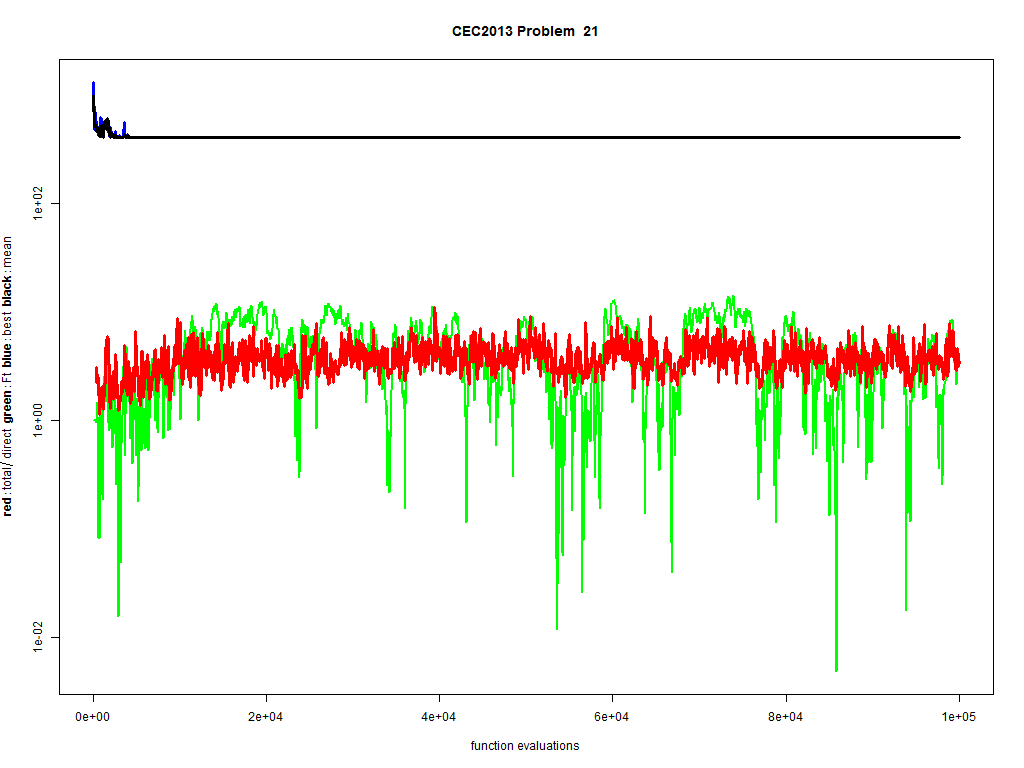 CEC2013 Problem 21
red : total/ direct green : Ft blue : best black : mean
1e+02
1e+00
1e-02
0e+00 2e+04 4e+04 6e+04 8e+04 1e+05
function evaluations